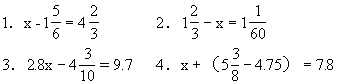 1. x - 1 5/6 = 4 2/3 2. 1 2/3 - x = 1 1/60
3. 2.8x - 4 3/10 = 9.7 4. x + (5 3/8 - 4.75) = 7.8